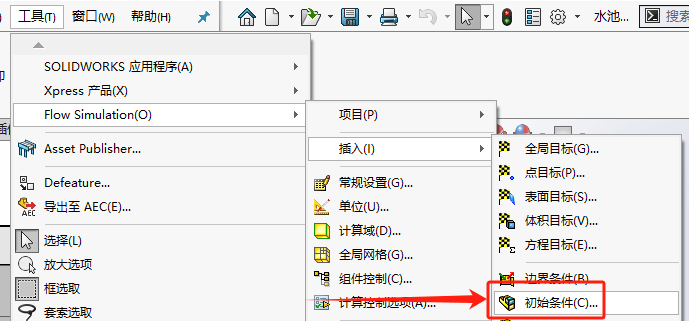 工具(T) 窗口(W) 帮助(H) 水池... 搜索
SOLIDWORKS 应用程序(A)
Xpress 产品(X)
Flow Simulation(O)
Asset Publisher...
Defeature...
AEC 导出至 AEC(E)...
选择(L)
放大选项
框选取
套索选取
项目(P)
插入(I)
常规设置(G)...
单位(U)...
计算域(D)...
全局网格(G)...
组件控制(C)...
计算控制选项(A)...
全局目标(G)...
点目标(P)...
表面目标(S)...
体积目标(V)...
方程目标(E)...
边界条件(B)...
初始条件(C)...